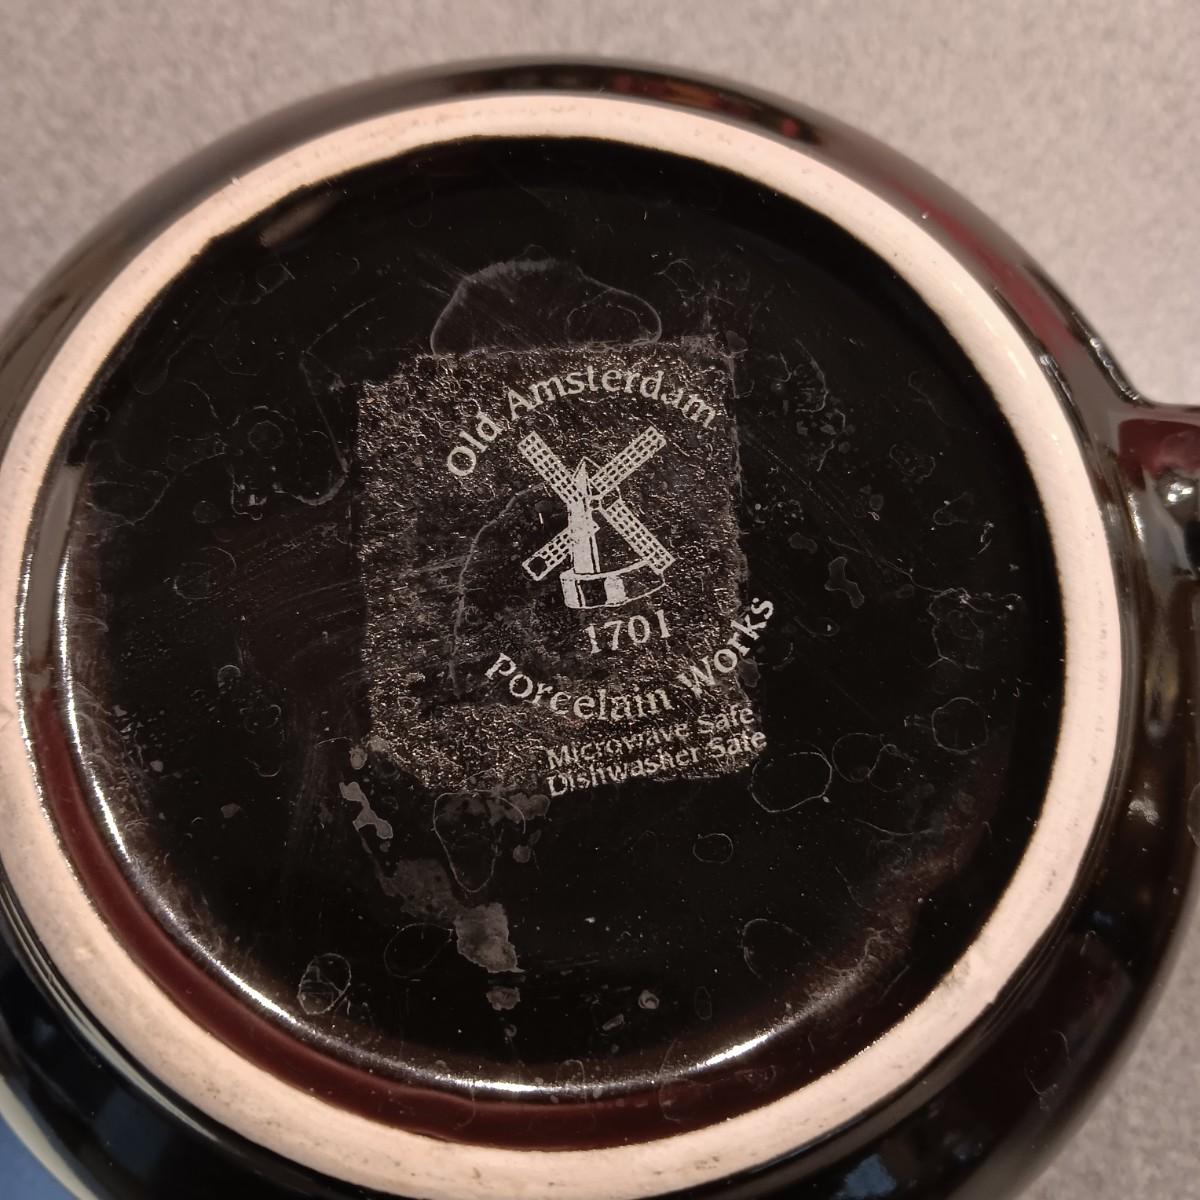 Old Amsterdam
1701
Porcelain Works
Microwave Safe
Dishwasher Safe